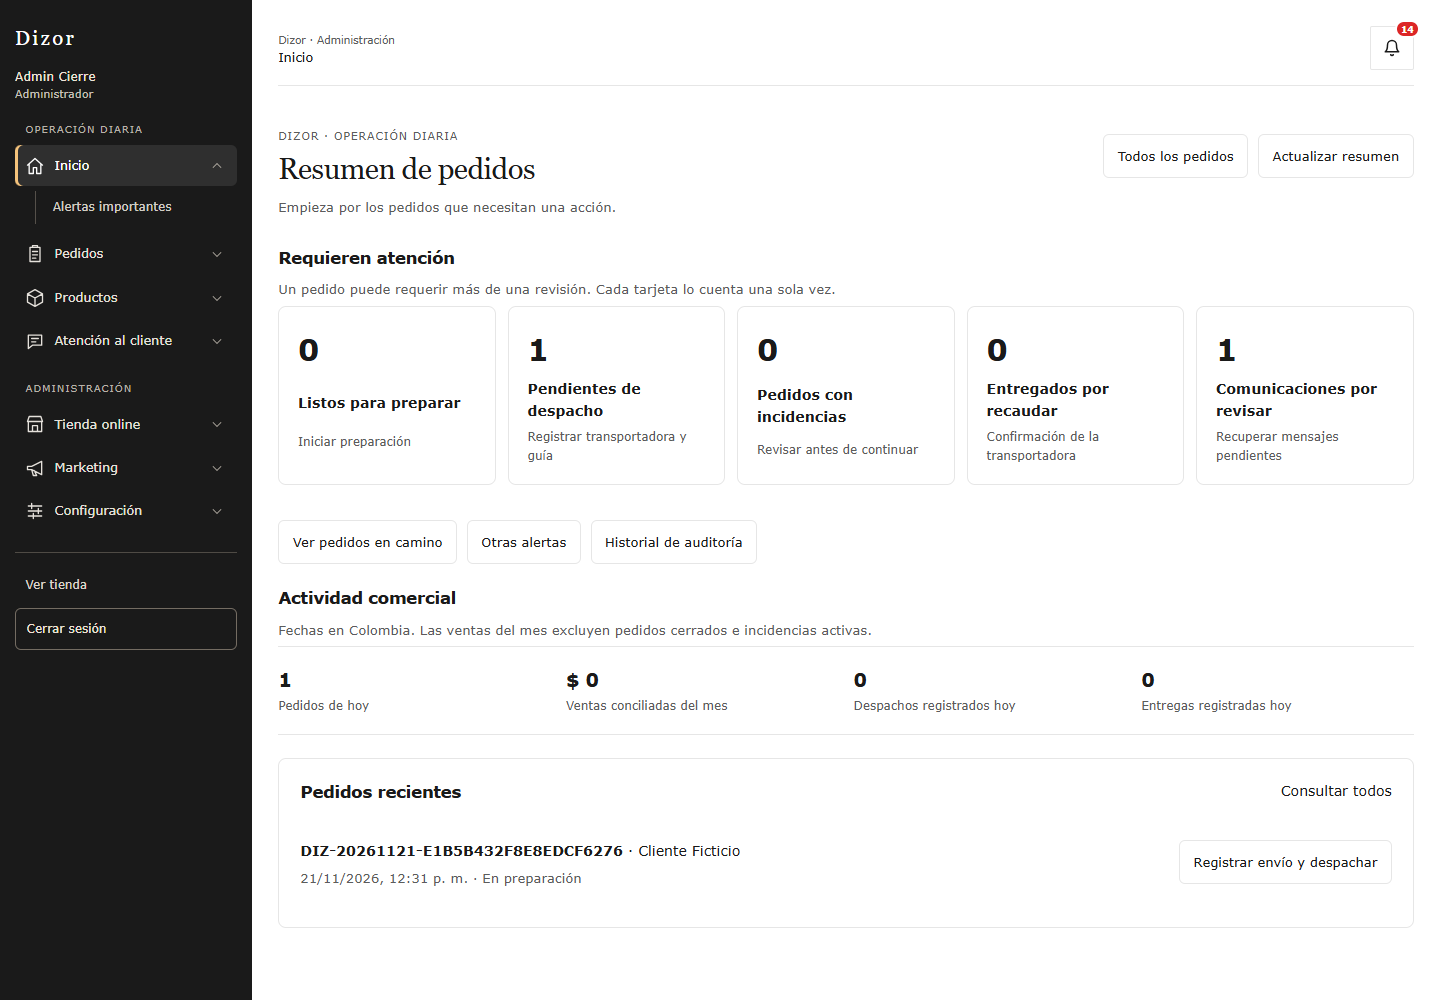 Dizor
Admin Cierre
Administrador
OPERACIÓN DIARIA
Inicio
Alertas importantes
Pedidos
Productos
Atención al cliente
ADMINISTRACIÓN
Tienda online
Marketing
Configuración
Ver tienda
Cerrar sesión
Dizor · Administración
Inicio
14
DIZOR · OPERACIÓN DIARIA
Resumen de pedidos
Empieza por los pedidos que necesitan una acción.
Todos los pedidos
Actualizar resumen
Requieren atención
Un pedido puede requerir más de una revisión. Cada tarjeta lo cuenta una sola vez.
0
Listos para preparar
Iniciar preparación
1
Pendientes de
despacho
Registrar transportadora y
guía
0
Pedidos con
incidencias
Revisar antes de continuar
0
Entregados por
recaudar
Confirmación de la
transportadora
1
Comunicaciones por
revisar
Recuperar mensajes
pendientes
Ver pedidos en camino
Otras alertas
Historial de auditoría
Actividad comercial
Fechas en Colombia. Las ventas del mes excluyen pedidos cerrados e incidencias activas.
1
Pedidos de hoy
$ 0
Ventas conciliadas del mes
0
Despachos registrados hoy
0
Entregas registradas hoy
Pedidos recientes
Consultar todos
DIZ-20261121-E1B5B432F8E8EDCF6276 · Cliente Ficticio
21/11/2026, 12:31 p. m. · En preparación
Registrar envío y despachar